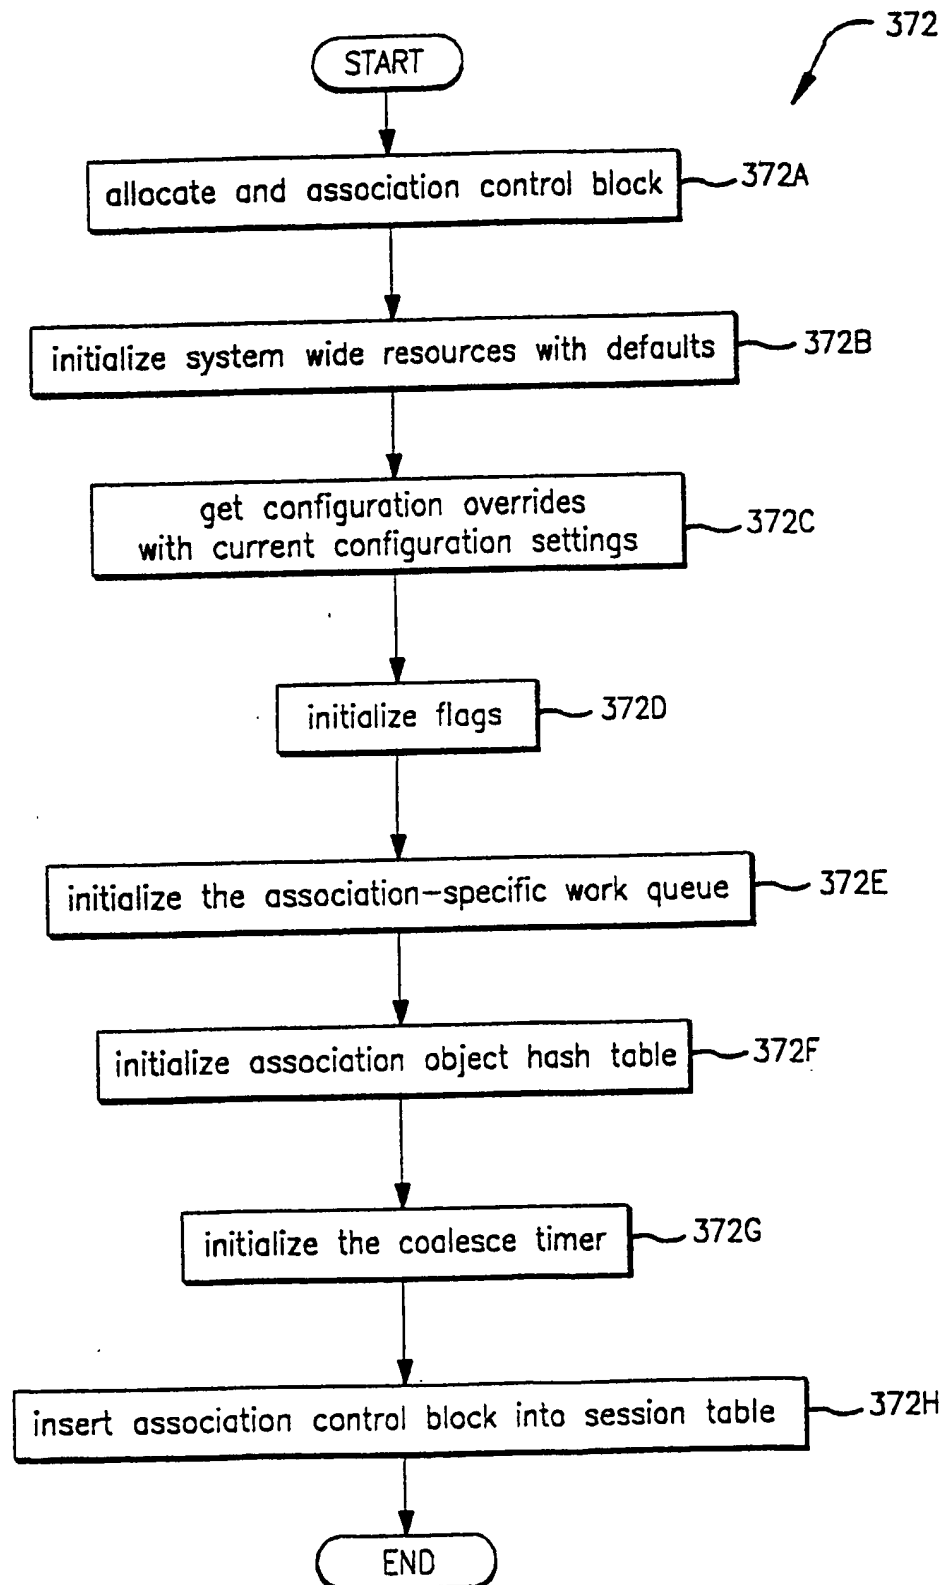 372
START
allocate and association control block
372A
initialize system wide resources with defaults
372B
get configuration overrides
with current configuration settings
372C
initialize flags
372D
initialize the association-specific work queue
372E
initialize association object hash table
372F
initialize the coalesce timer
372G
insert association control block into session table
372H
END